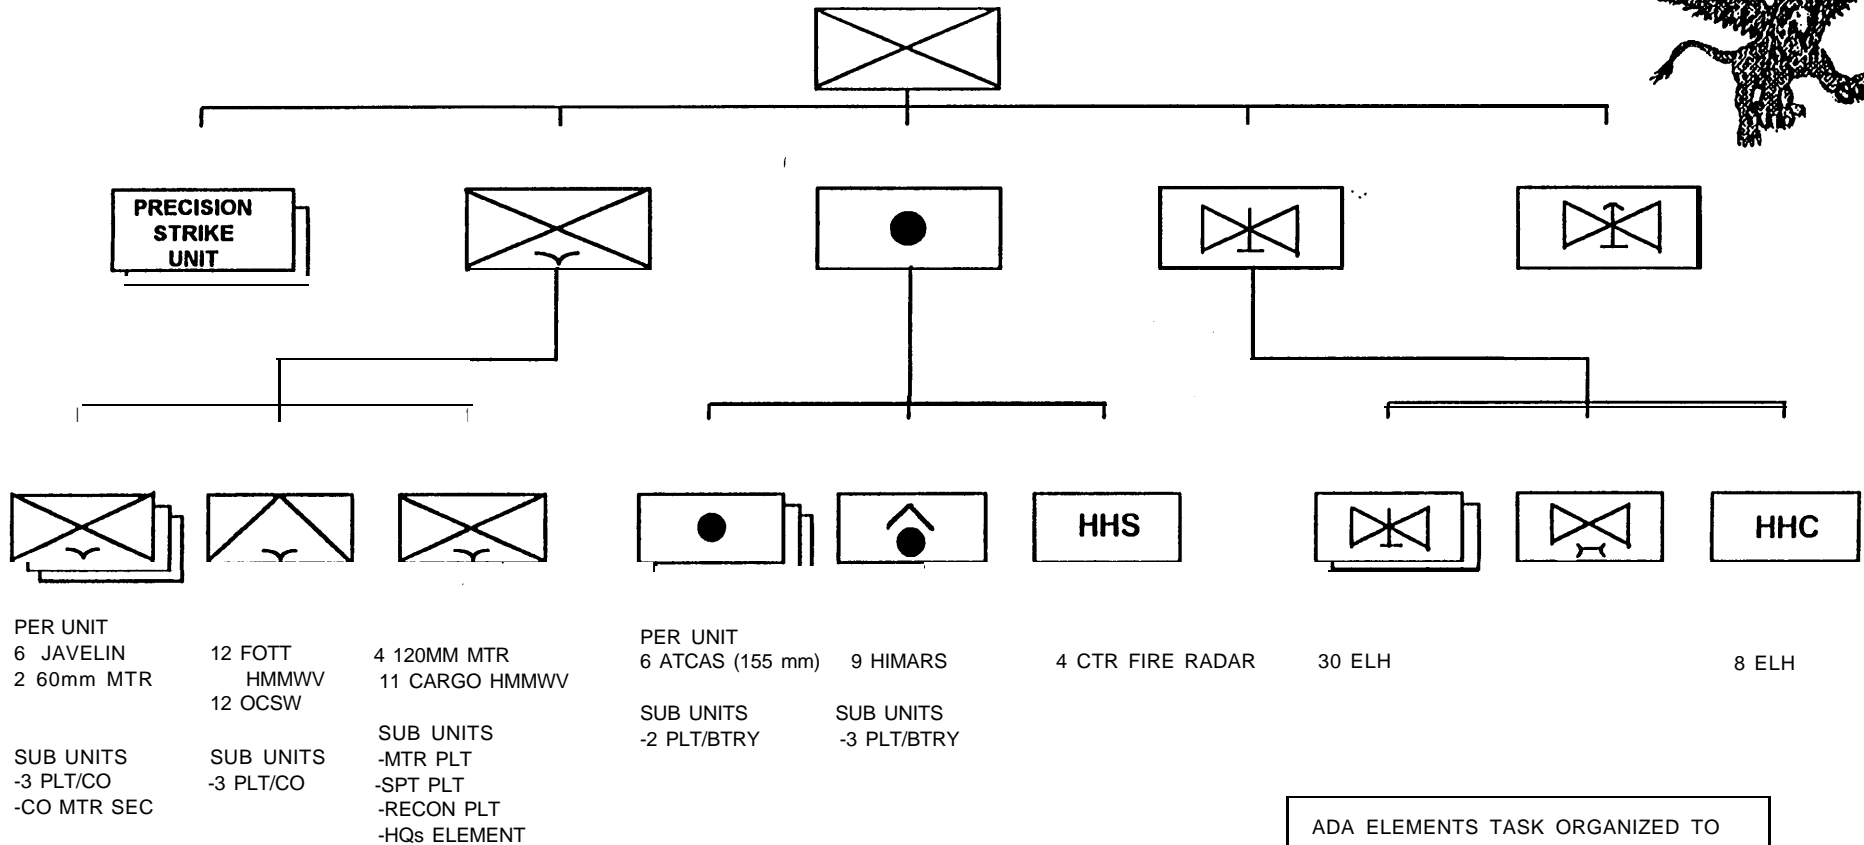 PRECISION
STRIKE
UNIT
HHS
HHC
PER UNIT
6 JAVELIN
2 60mm MTR
SUB UNITS
-3 PLT/CO
-CO MTR SEC
12 FOTT
HMMWV
12 OCSW
SUB UNITS
-3 PLT/CO
4 120MM MTR
11 CARGO HMMWV
SUB UNITS
-MTR PLT
-SPT PLT
-RECON PLT
-HQs ELEMENT
PER UNIT
6 ATCAS (155 mm)
SUB UNITS
-2 PLT/BTRY
9 HIMARS
SUB UNITS
-3 PLT/BTRY
4 CTR FIRE RADAR
30 ELH
8 ELH
ADA ELEMENTS TASK ORGANIZED TO